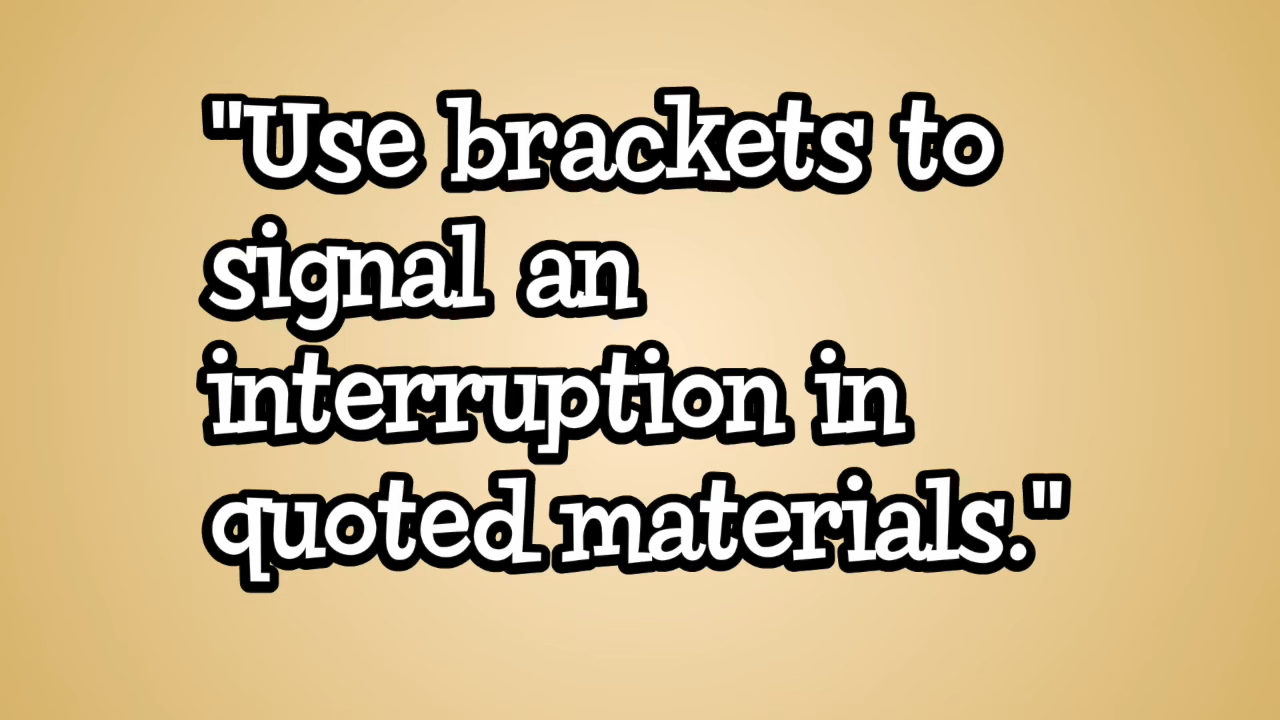 "Use brackets to
signal an
interruption in
quoted materials."